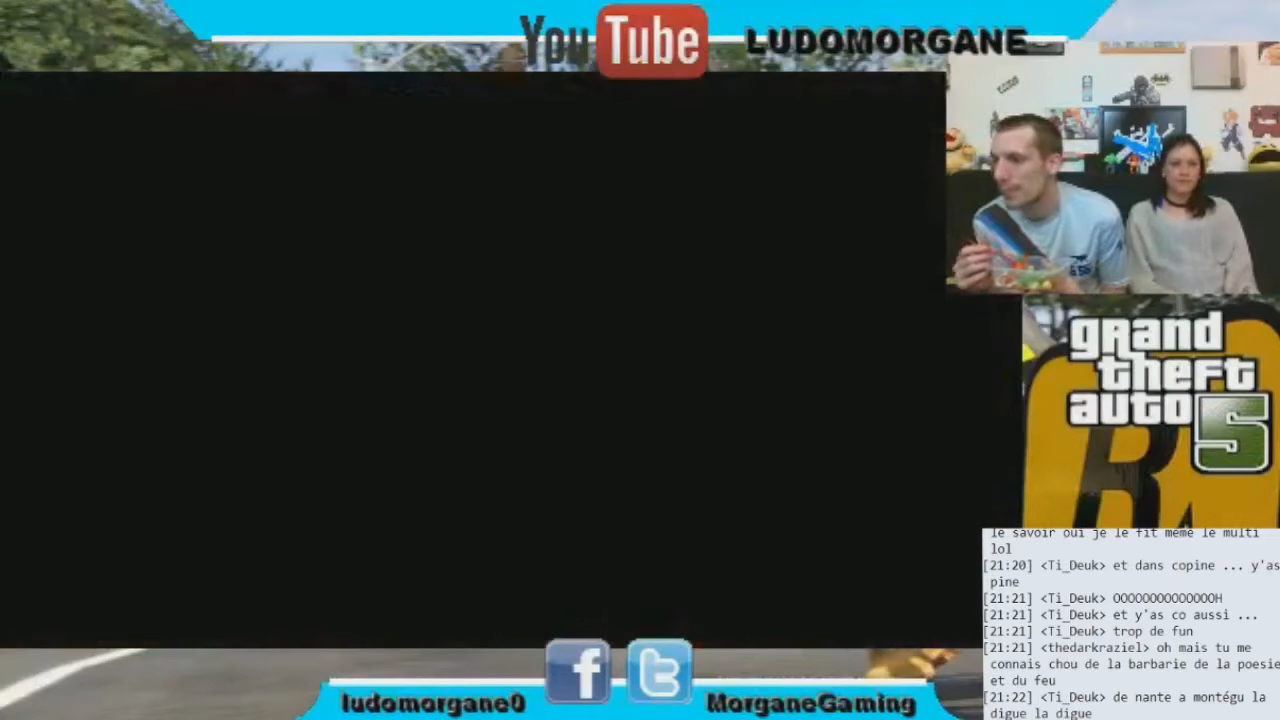 YouTube LUDOMORGANE
grand
theft
auto
5
le savoir oui je le fit meme le multi
lol
[21:20] <Ti_Deuk> et dans copine ... y'as
pine
[21:21] <Ti_Deuk> OOOOOOOOOOOOOOH
[21:21] <Ti_Deuk> et y'as co aussi ...
[21:21] <Ti_Deuk> trop de fun
[21:21] <thedarkraziel> oh mais tu me
connais chou de la barbarie de la poesie
et du feu
[21:22] <Ti_Deuk> de nante a montégu la
digue la digue
ludomorgane0
MorganeGaming